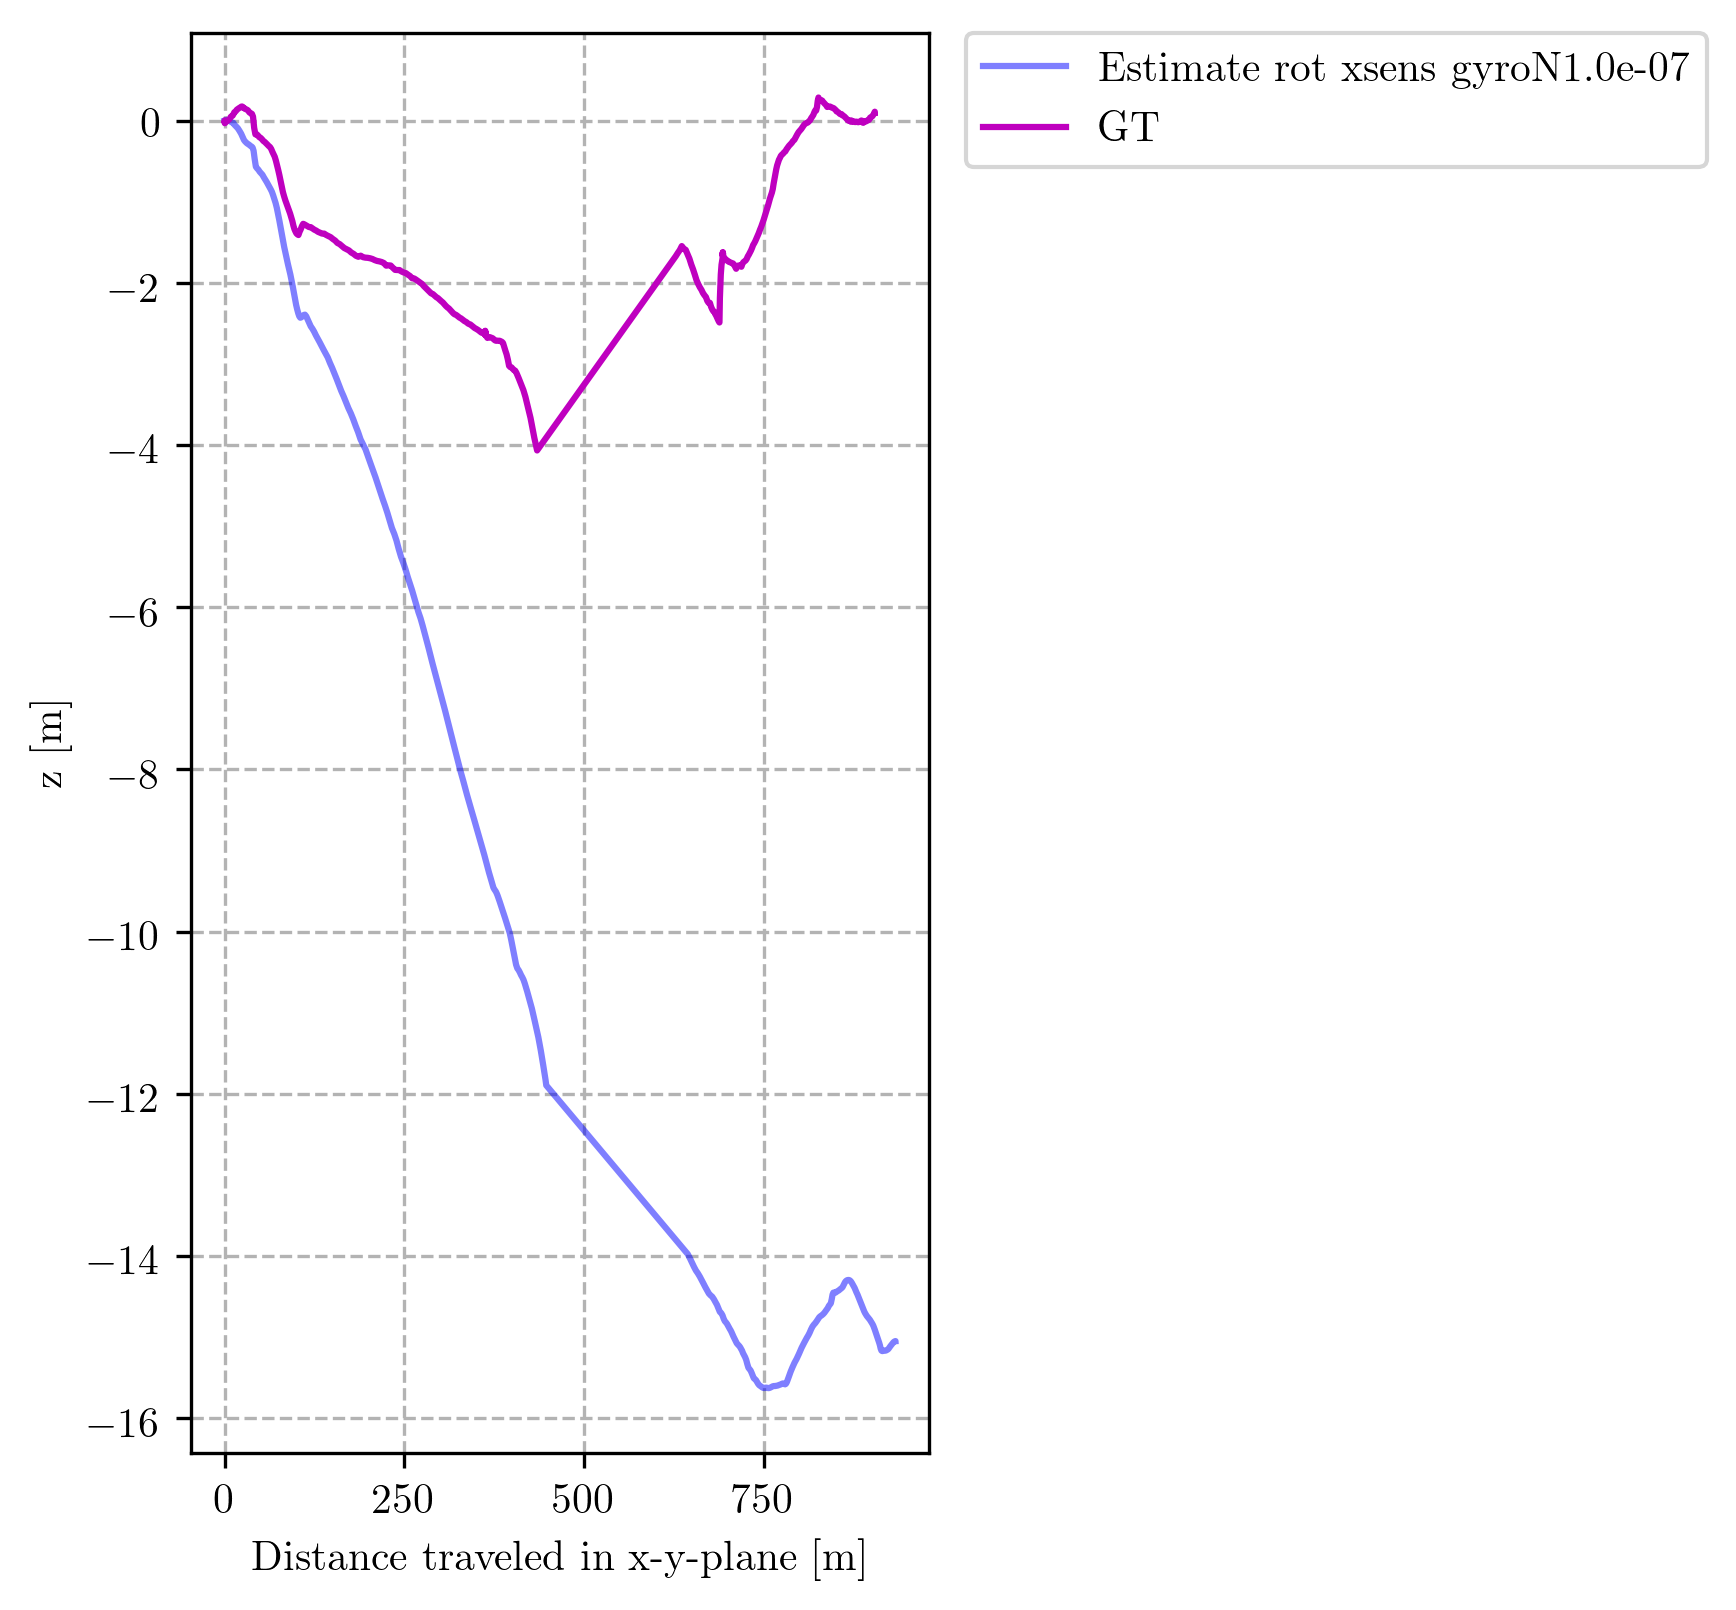 Estimate rot xsens gyroN1.0e-07
GT
0
−2
−4
−6
−8
−10
−12
−14
−16
z [m]
0 250 500 750
Distance traveled in x-y-plane [m]